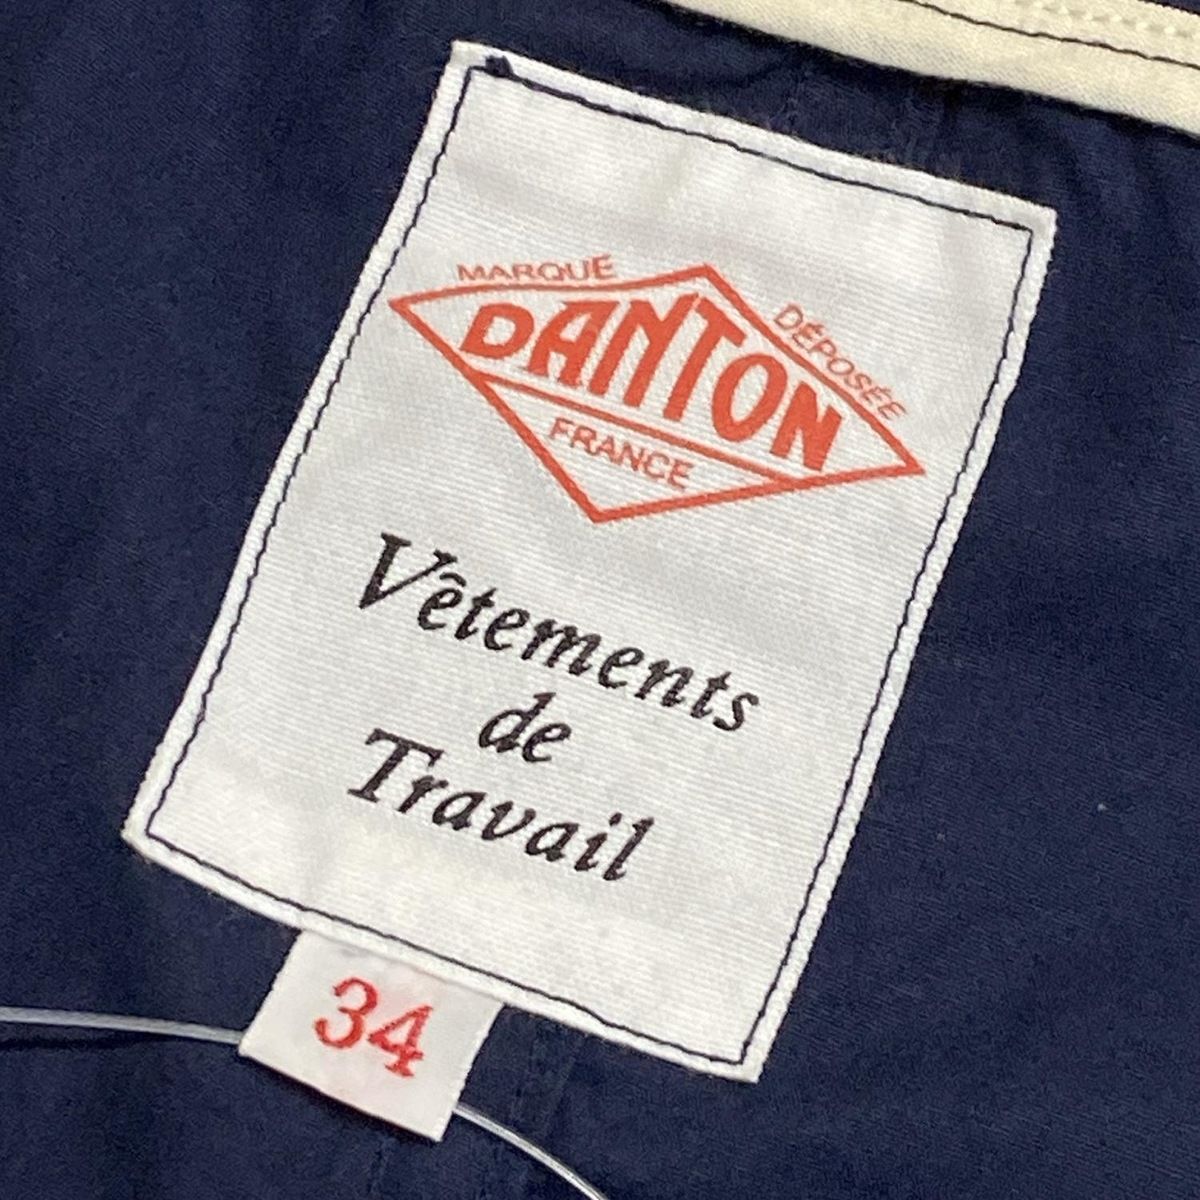 MARQUE DÉPOSÉE
DANTON
FRANCE
Vêtements
de
Travail
34